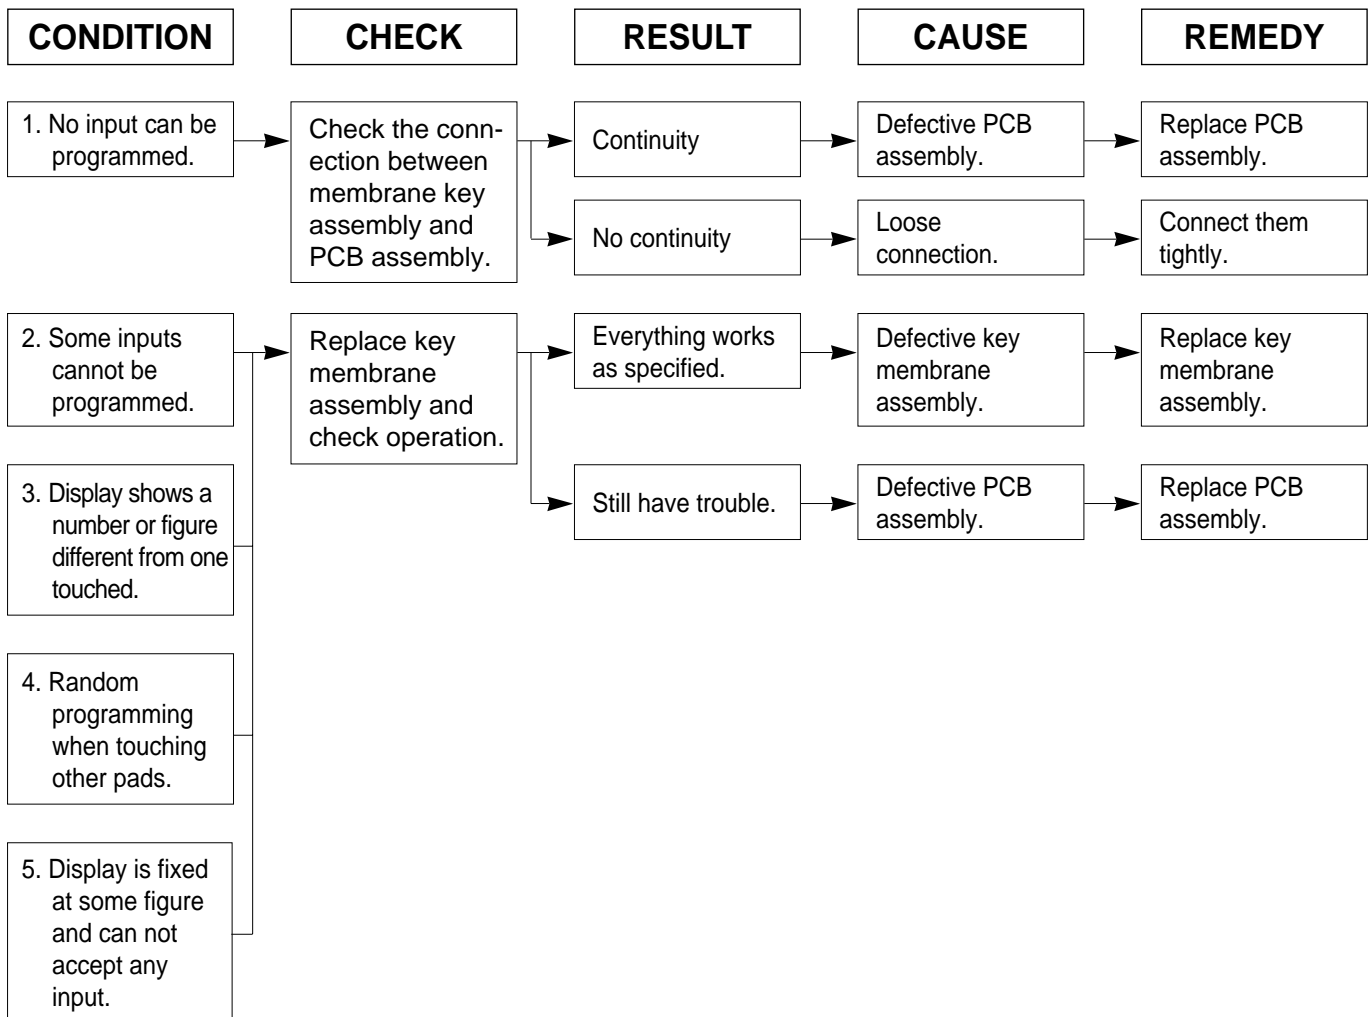 CONDITION
CHECK
RESULT
CAUSE
REMEDY
1. No input can be
programmed.
Check the conn-
ection between
membrane key
assembly and
PCB assembly.
Continuity
Defective PCB
assembly.
Replace PCB
assembly.
No continuity
Loose
connection.
Connect them
tightly.
2. Some inputs
cannot be
programmed.
Replace key
membrane
assembly and
check operation.
Everything works
as specified.
Defective key
membrane
assembly.
Replace key
membrane
assembly.
Still have trouble.
Defective PCB
assembly.
Replace PCB
assembly.
3. Display shows a
number or figure
different from one
touched.
4. Random
programming
when touching
other pads.
5. Display is fixed
at some figure
and can not
accept any
input.